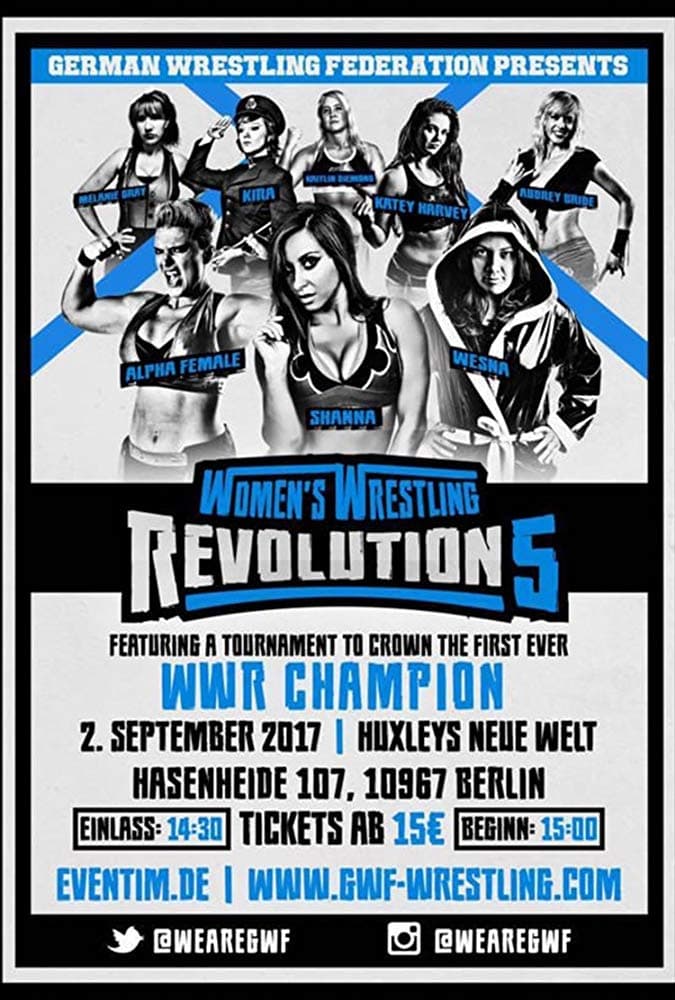 GERMAN WRESTLING FEDERATION PRESENTS
MELANIE GRAY
KIRA
KAITLIN DIEMOND
KATEY HARVEY
AUDREY BRIDE
ALPHA FEMALE
SHANNA
WESNA
WOMEN'S WRESTLING
REVOLUTION 5
FEATURING A TOURNAMENT TO CROWN THE FIRST EVER
WWR CHAMPION
2. SEPTEMBER 2017 | HUXLEYS NEUE WELT
HASENHEIDE 107, 10967 BERLIN
EINLASS: 14:30 TICKETS AB 15€ BEGINN: 15:00
EVENTIM.DE | WWW.GWF-WRESTLING.COM
@WEAREGWF @WEAREGWF